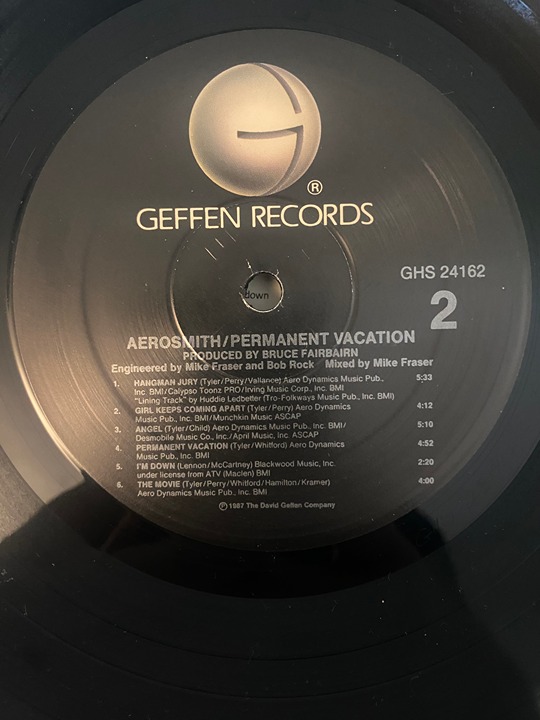 ®
GEFFEN RECORDS
GHS 24162
down
2
AEROSMITH/PERMANENT VACATION
PRODUCED BY BRUCE FAIRBAIRN
Engineered by Mike Fraser and Bob Rock Mixed by Mike Fraser
1. HANGMAN JURY (Tyler/Perry/Vallance) Aero Dynamics Music Pub., 5:33
Inc. BMI/Calypso Toonz PRO/Irving Music Corp., Inc. BMI
"Lining Track" by Huddie Ledbetter (Tro-Folkways Music Pub., Inc. BMI)
2. GIRL KEEPS COMING APART (Tyler/Perry) Aero Dynamics 4:12
Music Pub., Inc. BMI/Munchkin Music ASCAP
3. ANGEL (Tyler/Child) Aero Dynamics Music Pub., Inc. BMI/ 5:10
Desmobile Music Co., Inc./April Music, Inc. ASCAP
4. PERMANENT VACATION (Tyler/Whitford) Aero Dynamics 4:52
Music Pub., Inc. BMI
5. I'M DOWN (Lennon/McCartney) Blackwood Music, Inc. 2:20
under license from ATV (Maclen) BMI
6. THE MOVIE (Tyler/Perry/Whitford/Hamilton/Kramer) 4:00
Aero Dynamics Music Pub., Inc. BMI
℗ 1987 The David Geffen Company